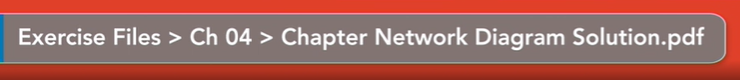 Exercise Files > Ch 04 > Chapter Network Diagram Solution.pdf